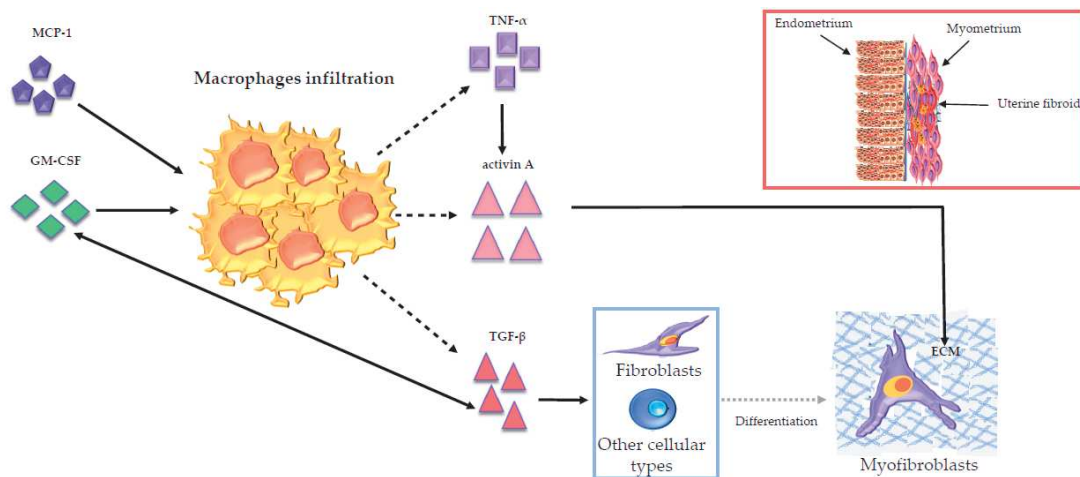 MCP-1
GM-CSF
Macrophages infiltration
TNF-α
activin A
TGF-β
Fibroblasts
Other cellular
types
Differentiation
ECM
Myofibroblasts
Endometrium
Myometrium
Uterine fibroid